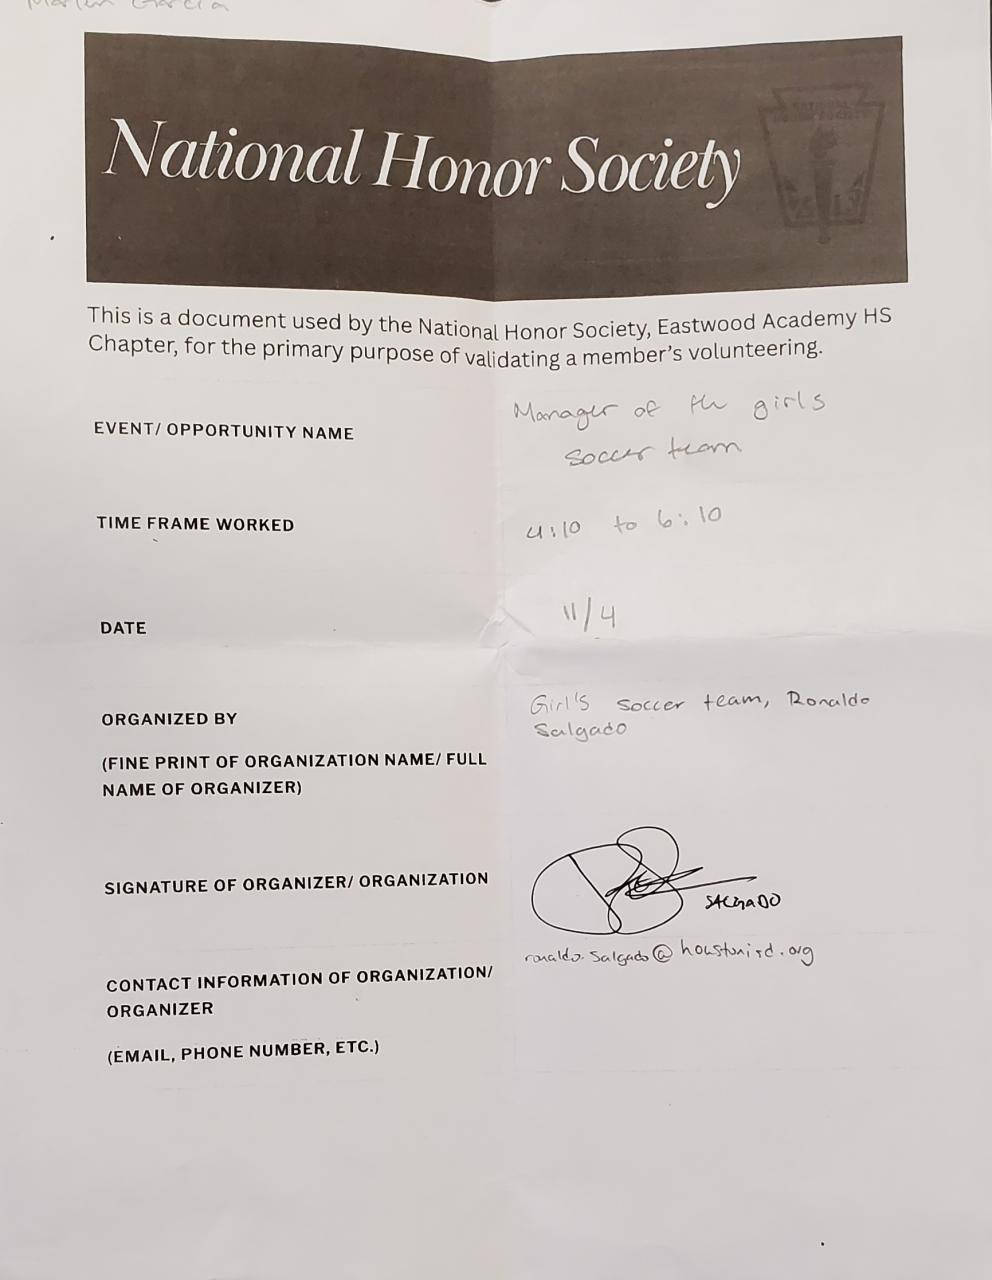 Garcia
National Honor Society
NATIONAL
HONOR SOCIETY
This is a document used by the National Honor Society, Eastwood Academy HS
Chapter, for the primary purpose of validating a member's volunteering.
EVENT/ OPPORTUNITY NAME
Manager of the girls
soccer team
TIME FRAME WORKED
4:10 to 6:10
DATE
11/4
ORGANIZED BY
(FINE PRINT OF ORGANIZATION NAME/ FULL
NAME OF ORGANIZER)
Girl's soccer team, Ronaldo
Salgado
SIGNATURE OF ORGANIZER/ ORGANIZATION
SALGADO
CONTACT INFORMATION OF ORGANIZATION/
ORGANIZER
(EMAIL, PHONE NUMBER, ETC.)
ronaldo.salgado@houstonisd.org